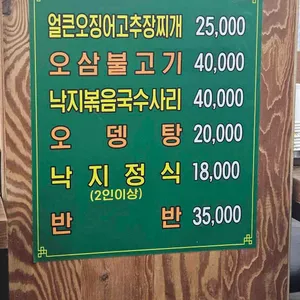 얼큰오징어고추장찌개 25,000
오삼불고기 40,000
낙지볶음국수사리 40,000
오뎅탕 20,000
낙지정식 18,000
(2인이상)
반반 35,000